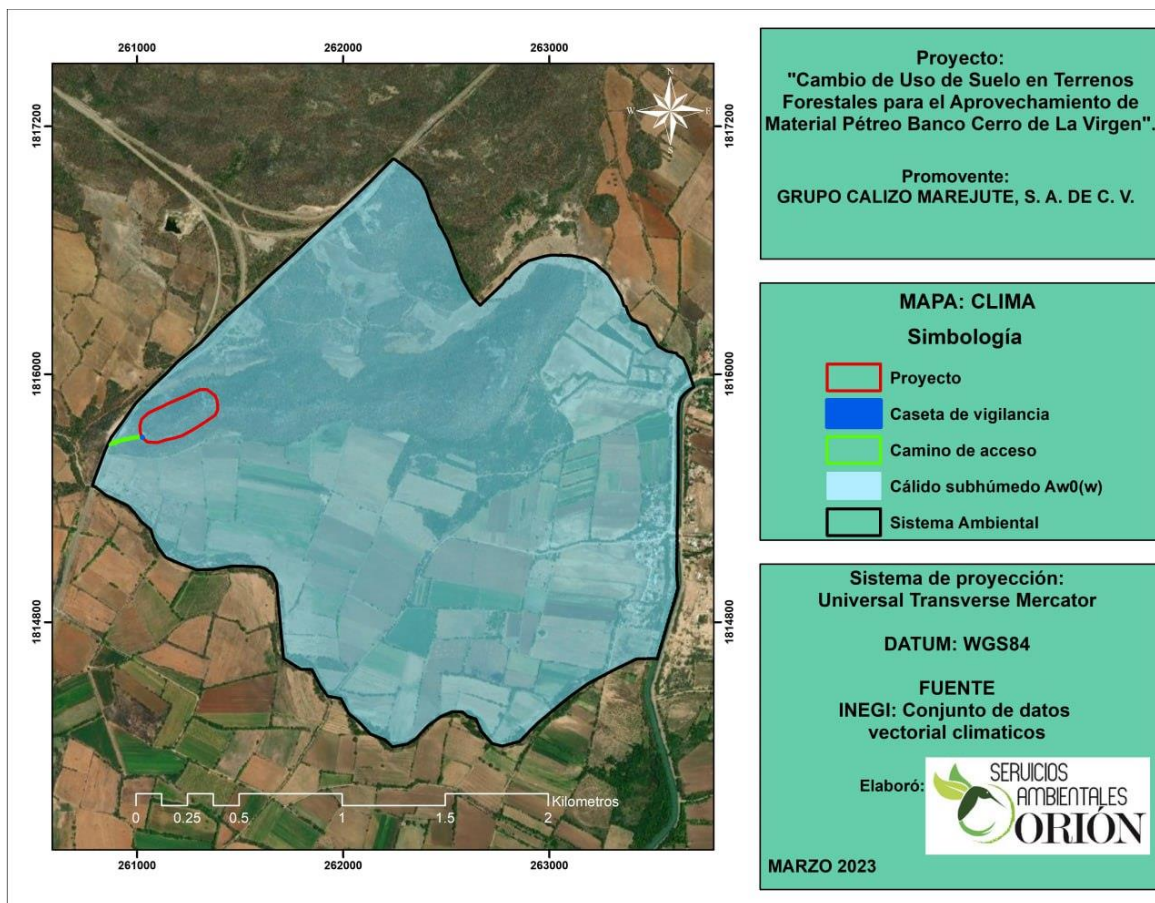 261000
262000
263000
1817200
1817200
N
W
E
S
1816000
1816000
1814800
1814800
Kilometros
0
0.25
0.5
1
1.5
2
261000
262000
263000
Proyecto:
"Cambio de Uso de Suelo en Terrenos
Forestales para el Aprovechamiento de
Material Pétreo Banco Cerro de La Virgen".
Promovente:
GRUPO CALIZO MAREJUTE, S. A. DE C. V.
MAPA: CLIMA
Simbología
Proyecto
Caseta de vigilancia
Camino de acceso
Cálido subhúmedo Aw0(w)
Sistema Ambiental
Sistema de proyección:
Universal Transverse Mercator
DATUM: WGS84
FUENTE
INEGI: Conjunto de datos
vectorial climaticos
Elaboró:
SERVICIOS
AMBIENTALES
ORIÓN
MARZO 2023